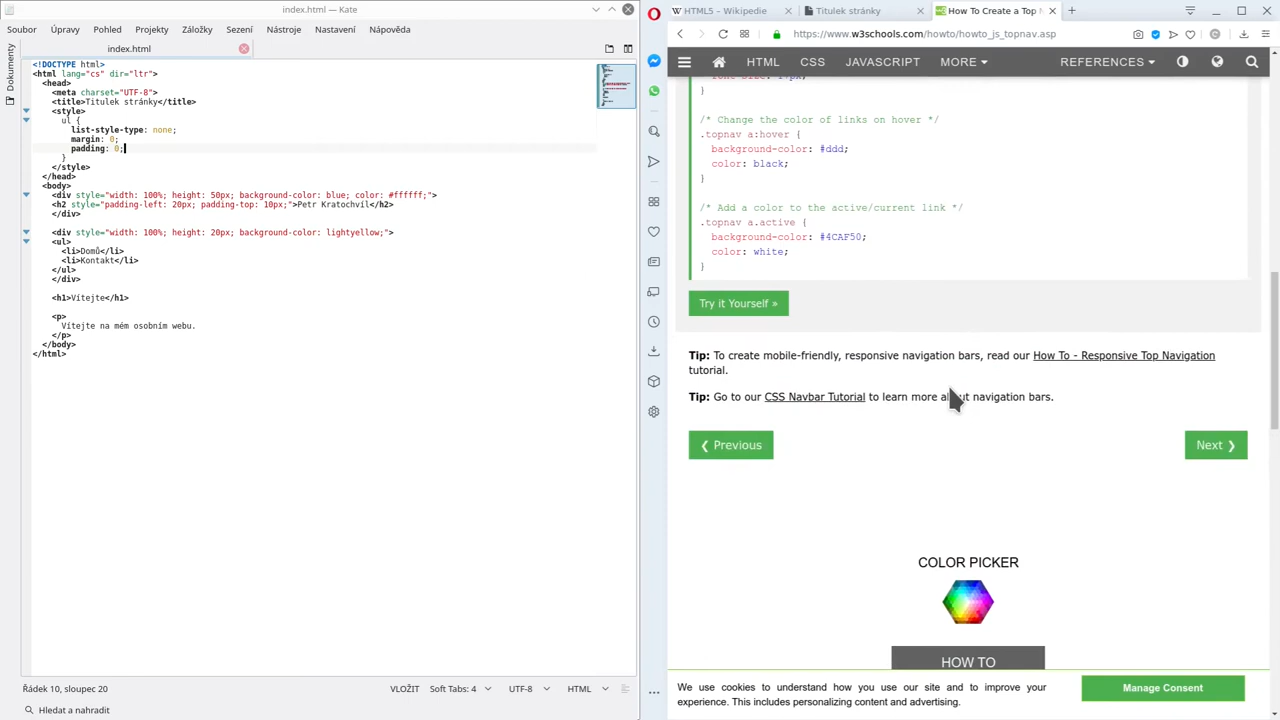 index.html — Kate
Soubor Úpravy Pohled Projekty Záložky Sezení Nástroje Nastavení Nápověda
index.html
Dokumenty
<!DOCTYPE html>
<html lang="cs" dir="ltr">
<head>
<meta charset="UTF-8">
<title>Titulek stránky</title>
<style>
ul {
list-style-type: none;
margin: 0;
padding: 0;
}
</style>
</head>
<body>
<div style="width: 100%; height: 50px; background-color: blue; color: #ffffff;">
<h2 style="padding-left: 20px; padding-top: 10px;">Petr Kratochvíl</h2>
</div>
<div style="width: 100%; height: 20px; background-color: lightyellow;">
<ul>
<li>Domů</li>
<li>Kontakt</li>
</ul>
</div>
<h1>Vítejte</h1>
<p>
Vítejte na mém osobním webu.
</p>
</body>
</html>
Řádek 10, sloupec 20 VLOŽIT Soft Tabs: 4 UTF-8 HTML
Hledat a nahradit
HTML5 - Wikipedie Titulek stránky How To Create a Top N
https://www.w3schools.com/howto/howto_js_topnav.asp
HTML CSS JAVASCRIPT MORE REFERENCES
}
/* Change the color of links on hover */
.topnav a:hover {
background-color: #ddd;
color: black;
}
/* Add a color to the active/current link */
.topnav a.active {
background-color: #4CAF50;
color: white;
}
Try it Yourself »
Tip: To create mobile-friendly, responsive navigation bars, read our How To - Responsive Top Navigation
tutorial.
Tip: Go to our CSS Navbar Tutorial to learn more about navigation bars.
❮ Previous Next ❯
COLOR PICKER
HOW TO
We use cookies to understand how you use our site and to improve your
experience. This includes personalizing content and advertising.
Manage Consent